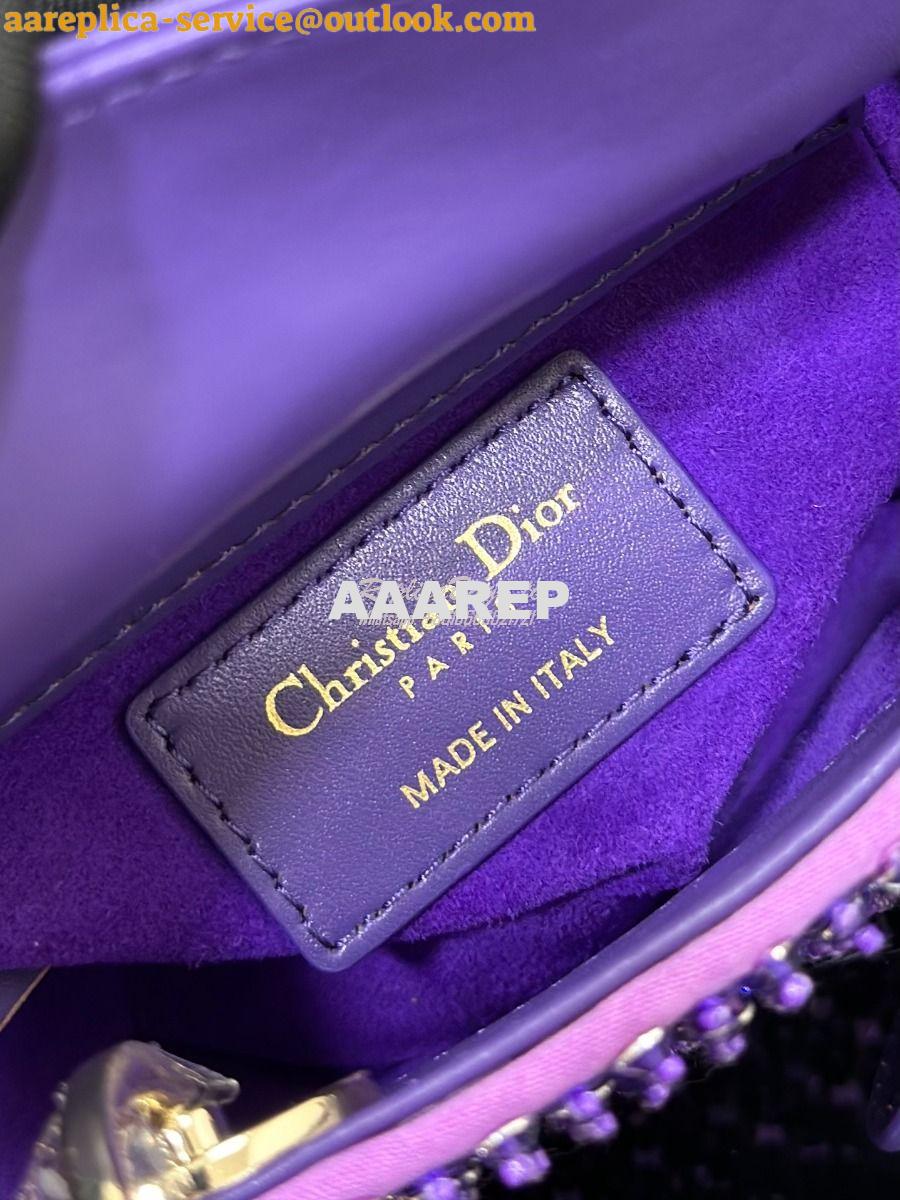 aareplica-service@outlook.com
Christian Dior
AAAREP
PARIS
MADE IN ITALY